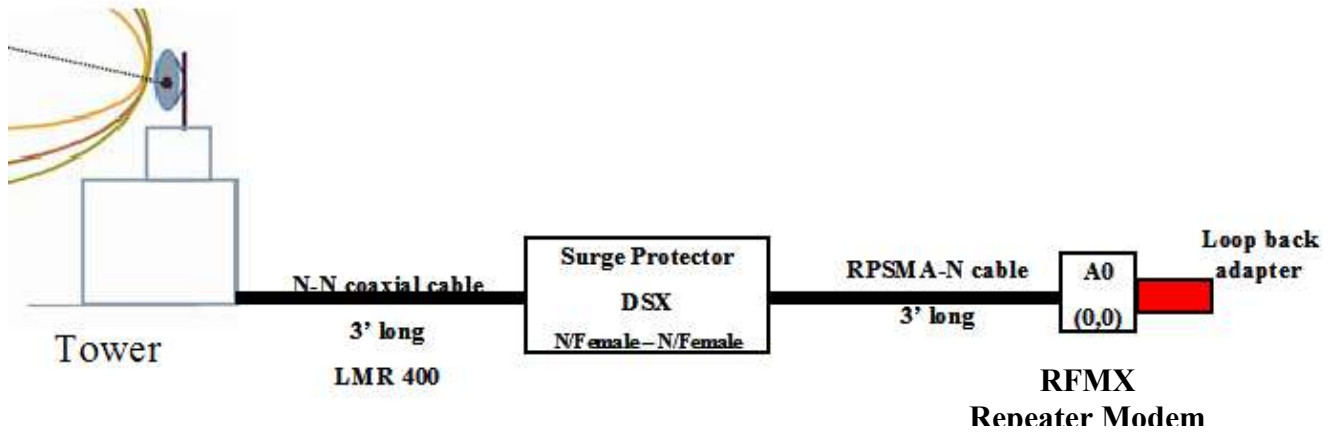 Tower
N-N coaxial cable
3' long
LMR 400
Surge Protector
DSX
N/Female – N/Female
RPSMA-N cable
3' long
A0
(0,0)
Loop back
adapter
RFMX
Repeater Modem